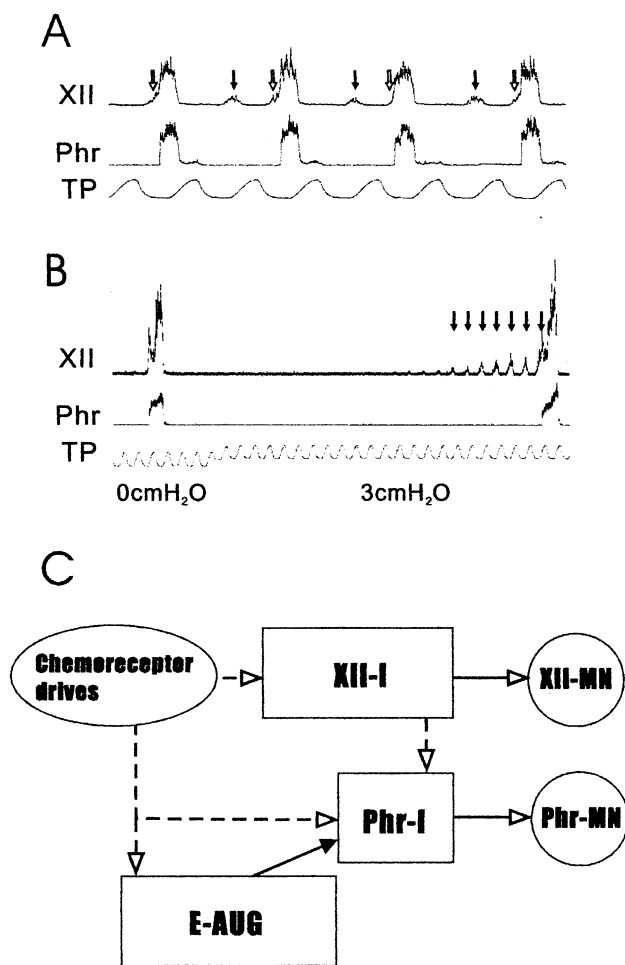 A
XII
Phr
TP
B
XII
Phr
TP
0cmH₂O 3cmH₂O
C
Chemoreceptor
drives
XII-I
XII-MN
Phr-I
Phr-MN
E-AUG